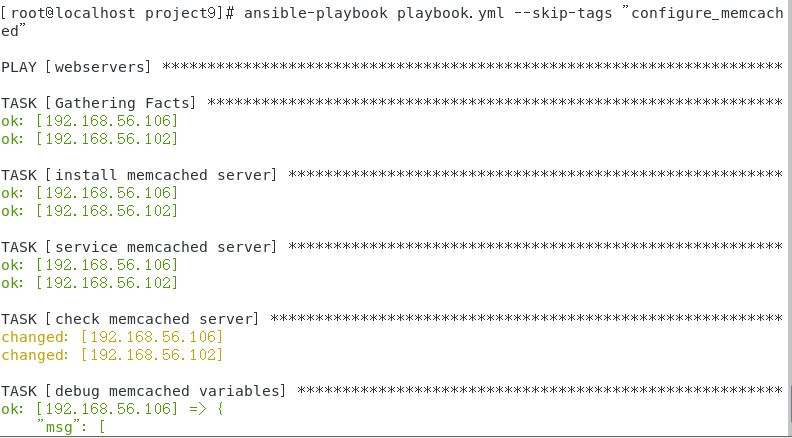 [root@localhost project9]# ansible-playbook playbook.yml --skip-tags "configure_memcach
ed"
PLAY [webservers] *********************************************************************
TASK [Gathering Facts] ****************************************************************
ok: [192.168.56.106]
ok: [192.168.56.102]
TASK [install memcached server] *******************************************************
ok: [192.168.56.106]
ok: [192.168.56.102]
TASK [service memcached server] *******************************************************
ok: [192.168.56.106]
ok: [192.168.56.102]
TASK [check memcached server] *********************************************************
changed: [192.168.56.106]
changed: [192.168.56.102]
TASK [debug memcached variables] ******************************************************
ok: [192.168.56.106] => {
    "msg": [